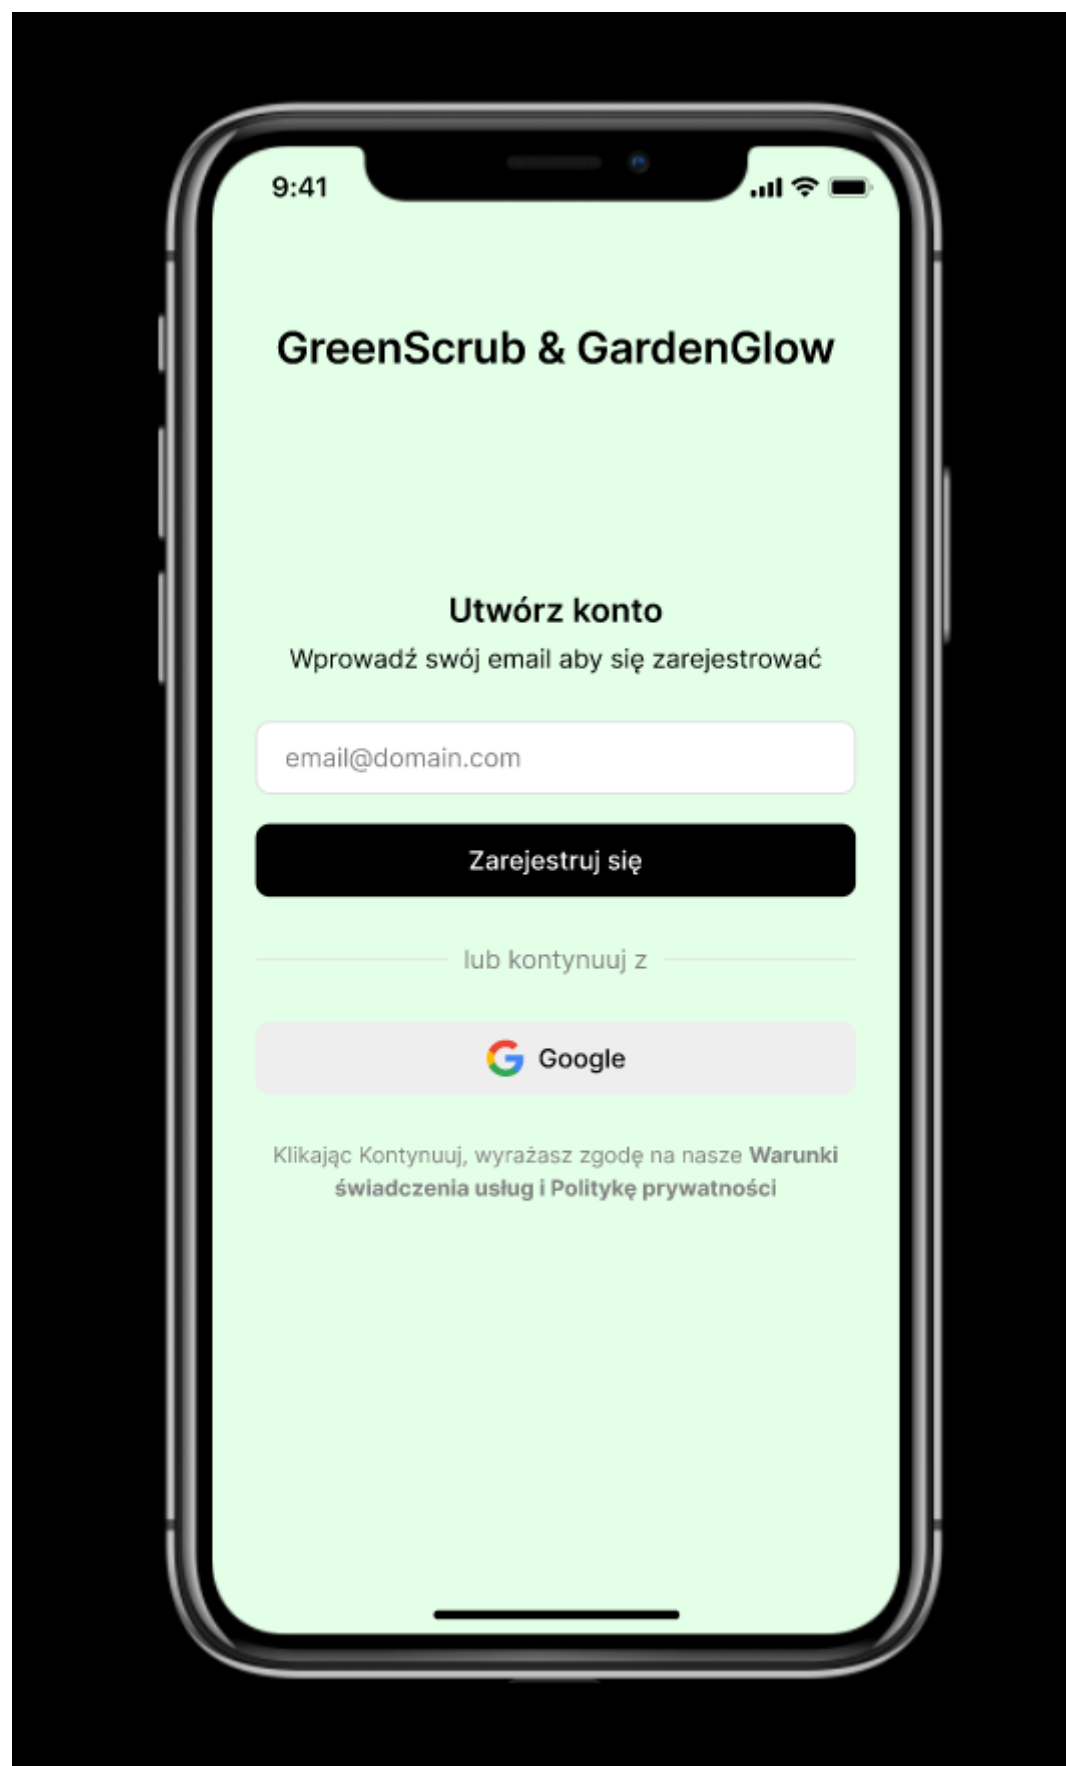 9:41
GreenScrub & GardenGlow
Utwórz konto
Wprowadź swój email aby się zarejestrować
email@domain.com
Zarejestruj się
lub kontynuuj z
Google
Klikając Kontynuuj, wyrażasz zgodę na nasze Warunki
świadczenia usług i Politykę prywatności